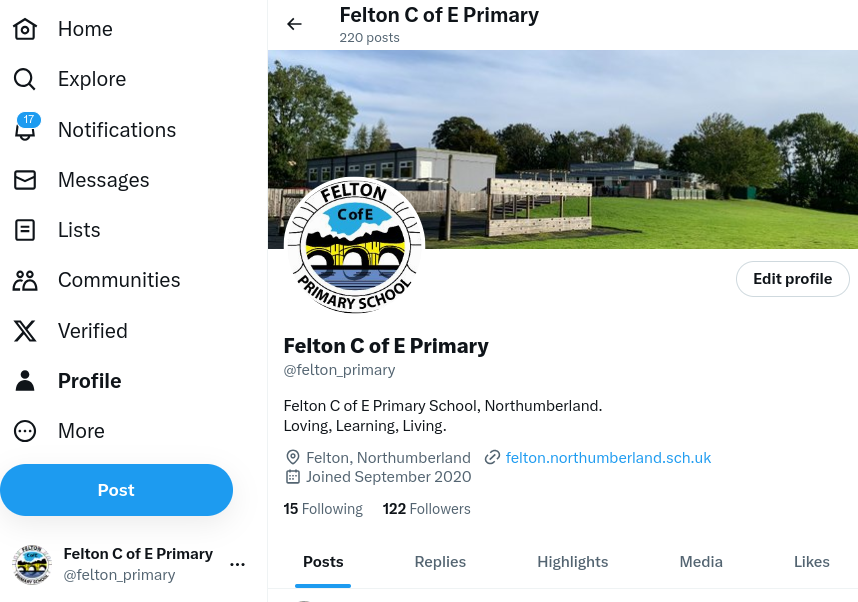 Home
Explore
17
Notifications
Messages
Lists
Communities
Verified
Profile
More
Post
Felton C of E Primary
@felton_primary
Felton C of E Primary
220 posts
FELTON
C of E
PRIMARY SCHOOL
Edit profile
Felton C of E Primary
@felton_primary
Felton C of E Primary School, Northumberland.
Loving, Learning, Living.
Felton, Northumberland felton.northumberland.sch.uk
Joined September 2020
15 Following 122 Followers
Posts Replies Highlights Media Likes